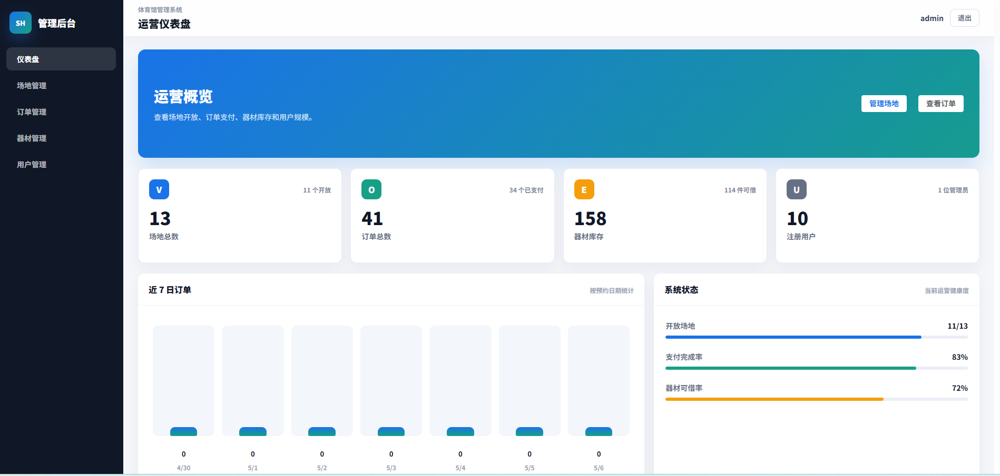 SH 管理后台
仪表盘
场地管理
订单管理
器材管理
用户管理
体育馆管理系统
运营仪表盘
admin 退出
运营概览
查看场地开放、订单支付、器材库存和用户规模。
管理场地 查看订单
V 11 个开放
13
场地总数
O 34 个已支付
41
订单总数
E 114 件可借
158
器材库存
U 1 位管理员
10
注册用户
近 7 日订单 按预约日期统计
0 0 0 0 0 0 0
4/30 5/1 5/2 5/3 5/4 5/5 5/6
系统状态 当前运营健康度
开放场地 11/13
支付完成率 83%
器材可借率 72%